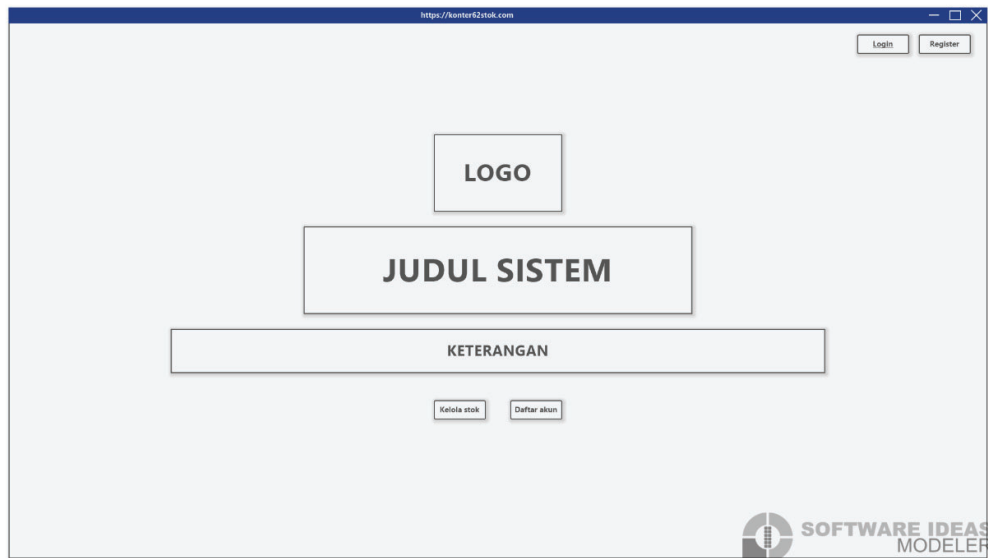 https://konter62stok.com
Login Register
LOGO
JUDUL SISTEM
KETERANGAN
Kelola stok Daftar akun
SOFTWARE IDEAS
MODELER